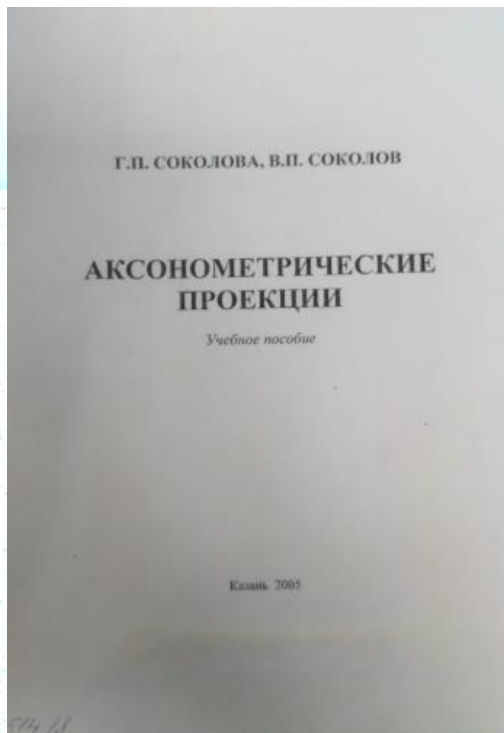 Г.П. СОКОЛОВА, В.П. СОКОЛОВ
АКСОНОМЕТРИЧЕСКИЕ
ПРОЕКЦИИ
Учебное пособие
Казань 2005